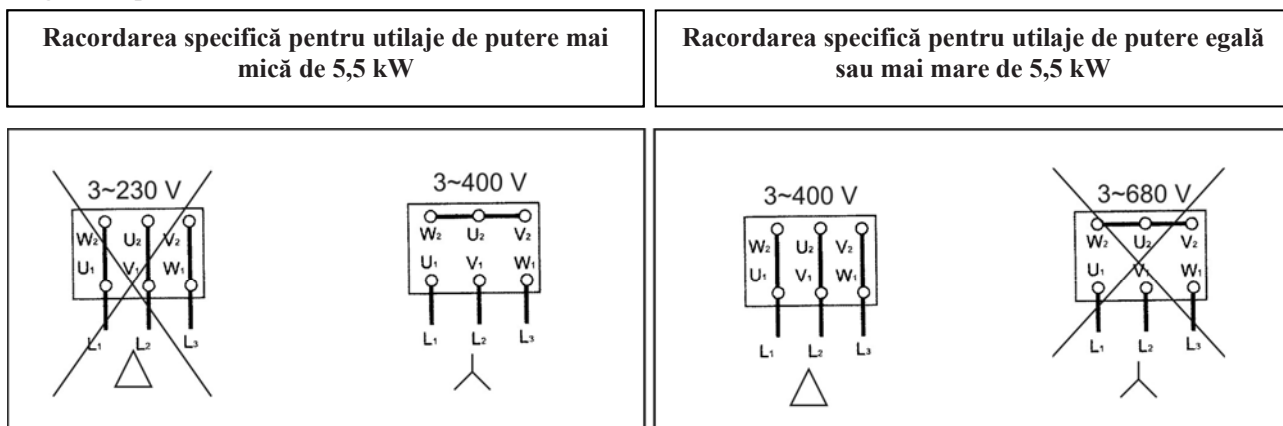 Racordarea specifică pentru utilaje de putere mai
mică de 5,5 kW
Racordarea specifică pentru utilaje de putere egală
sau mai mare de 5,5 kW
3~230 V
W₂ U₂ V₂
U₁ V₁ W₁
L₁ L₂ L₃
3~400 V
W₂ U₂ V₂
U₁ V₁ W₁
L₁ L₂ L₃
3~400 V
W₂ U₂ V₂
U₁ V₁ W₁
L₁ L₂ L₃
3~680 V
W₂ U₂ V₂
U₁ V₁ W₁
L₁ L₂ L₃